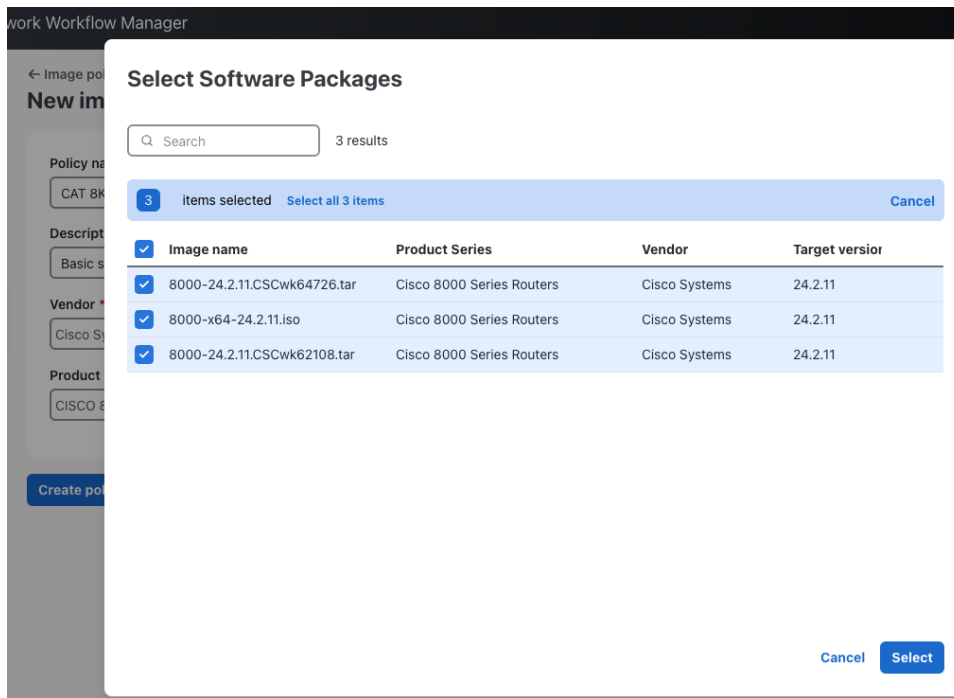 work Workflow Manager
← Image pol
New im
Select Software Packages
Search 3 results
Policy na
CAT 8K
3 items selected Select all 3 items Cancel
Descript
Basic s
Image name Product Series Vendor Target version
8000-24.2.11.CSCwk64726.tar Cisco 8000 Series Routers Cisco Systems 24.2.11
Vendor *
Cisco Sy
8000-x64-24.2.11.iso Cisco 8000 Series Routers Cisco Systems 24.2.11
8000-24.2.11.CSCwk62108.tar Cisco 8000 Series Routers Cisco Systems 24.2.11
Product
CISCO 8
Create pol
Cancel Select